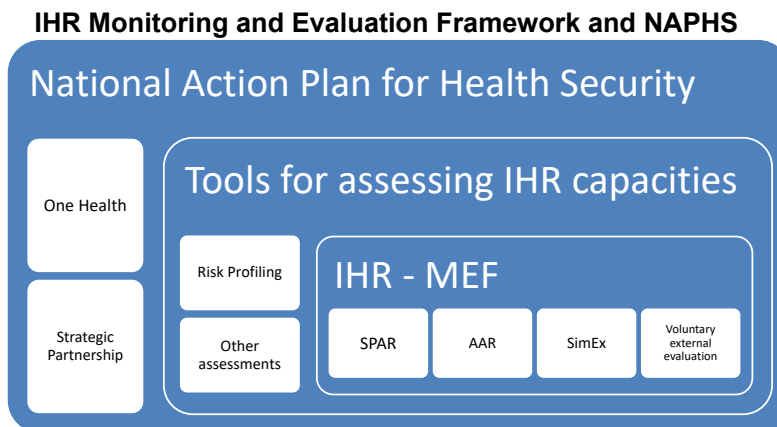 IHR Monitoring and Evaluation Framework and NAPHS
National Action Plan for Health Security
One Health
Strategic
Partnership
Tools for assessing IHR capacities
Risk Profiling
Other
assessments
IHR - MEF
SPAR
AAR
SimEx
Voluntary
external
evaluation